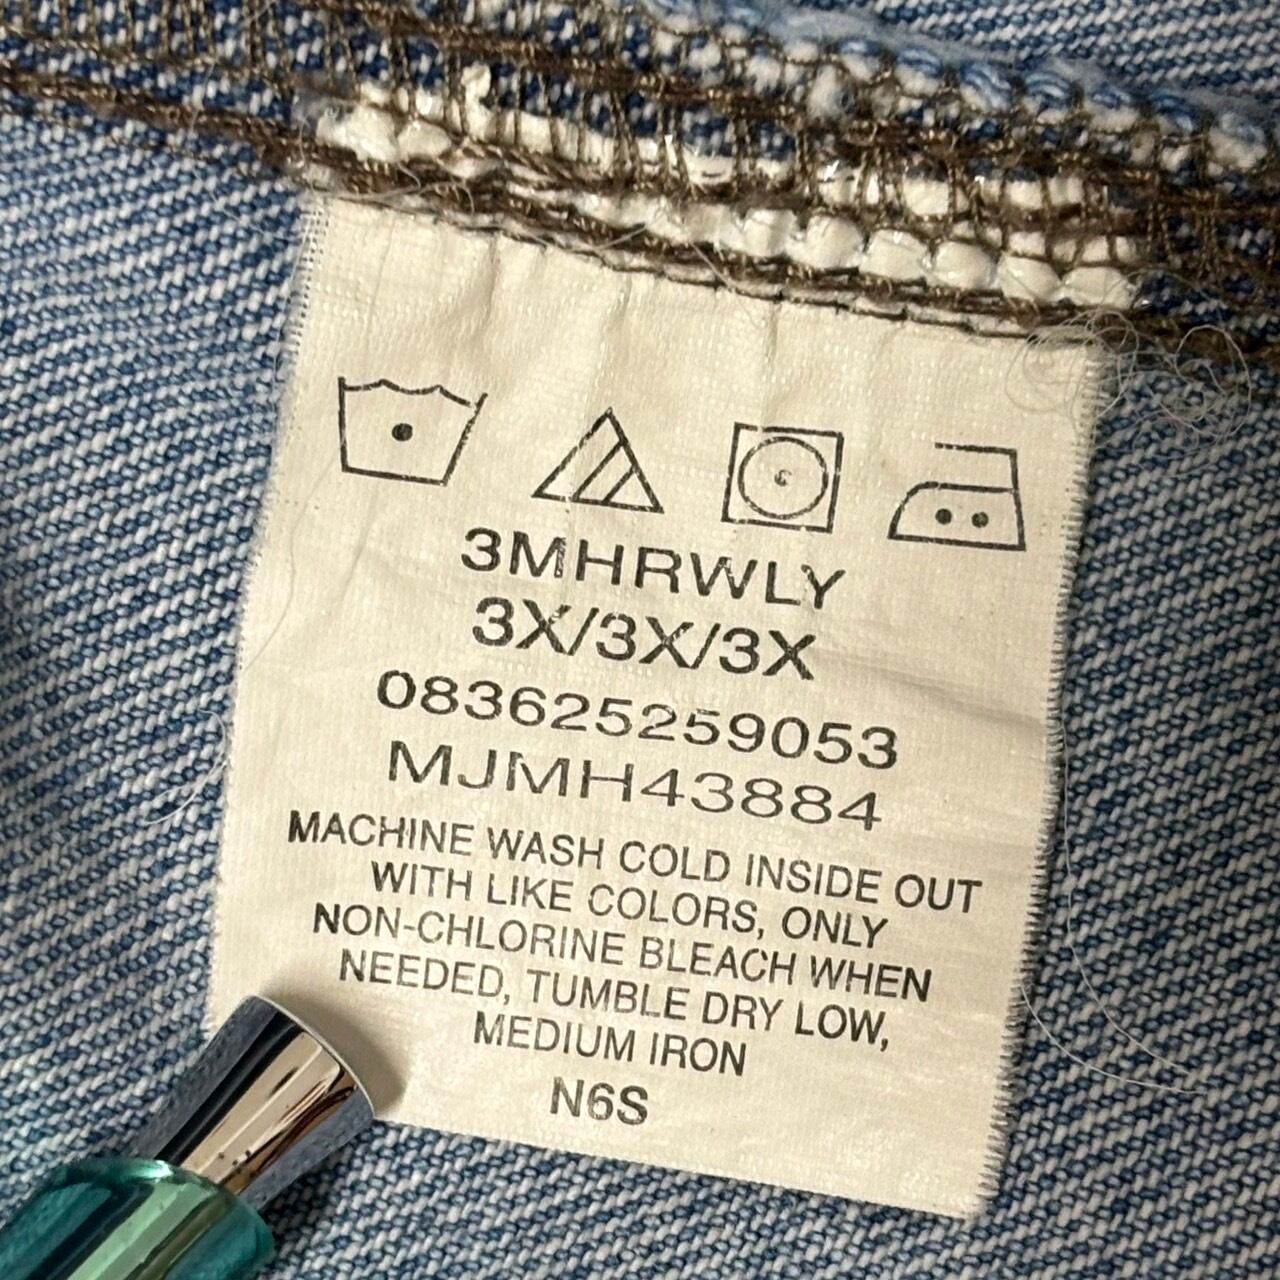 3MHRWLY
3X/3X/3X
083625259053
MJMH43884
MACHINE WASH COLD INSIDE OUT
WITH LIKE COLORS, ONLY
NON-CHLORINE BLEACH WHEN
NEEDED, TUMBLE DRY LOW,
MEDIUM IRON
N6S